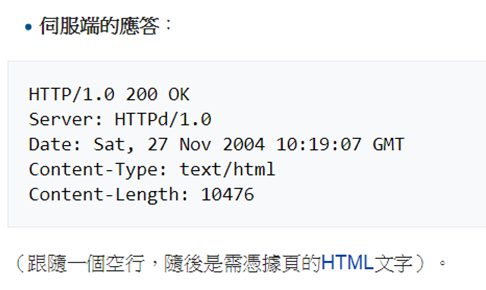 • 伺服端的應答：
HTTP/1.0 200 OK
Server: HTTPd/1.0
Date: Sat, 27 Nov 2004 10:19:07 GMT
Content-Type: text/html
Content-Length: 10476
（跟隨一個空行，隨後是需憑據頁的HTML文字）。